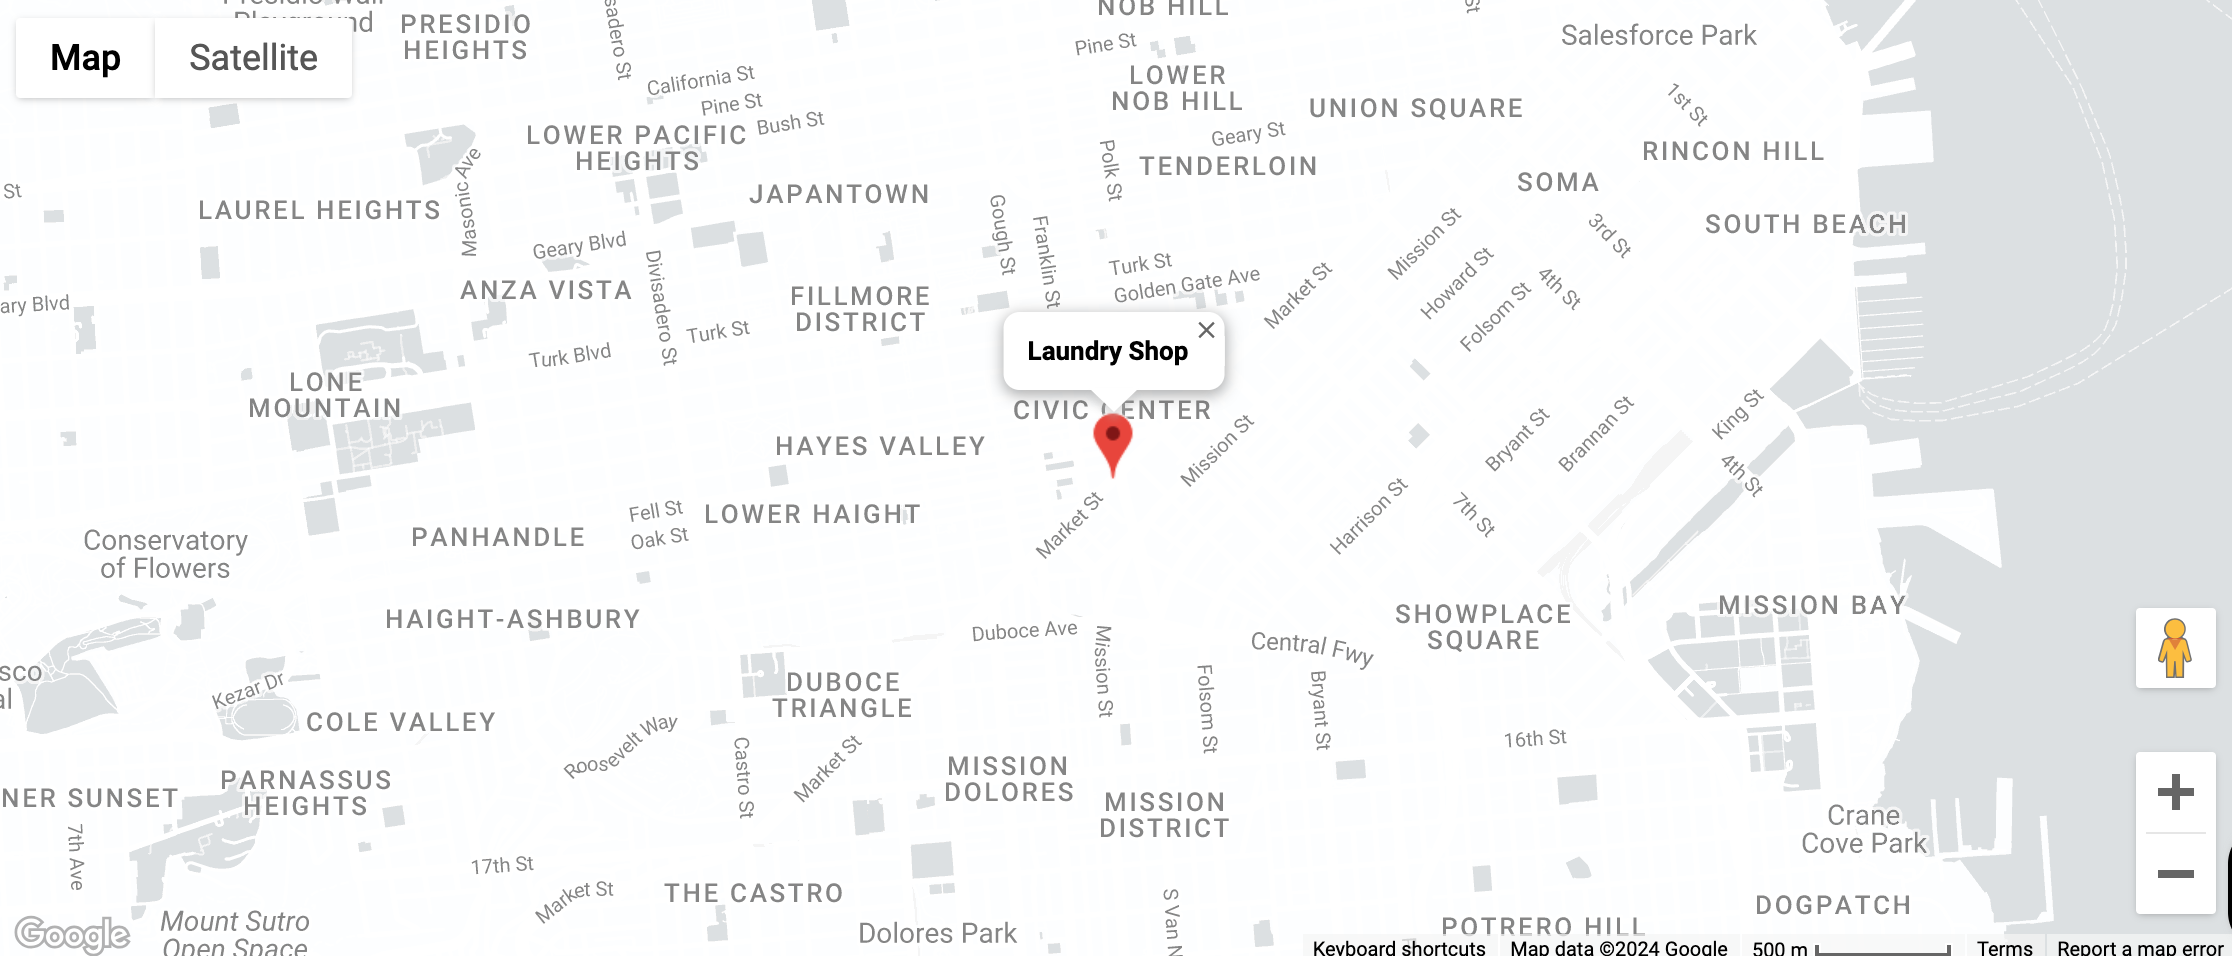 Map
Satellite
Presidio Wall
Playground
PRESIDIO
HEIGHTS
NOB HILL
Pine St
Salesforce Park
California St
LOWER
NOB HILL
Pine St
UNION SQUARE
1st St
Bush St
LOWER PACIFIC
HEIGHTS
Geary St
RINCON HILL
TENDERLOIN
Polk St
Masonic Ave
St
JAPANTOWN
SOMA
LAUREL HEIGHTS
SOUTH BEACH
Gough St
Franklin St
Mission St
3rd St
Geary Blvd
Divisadero St
Turk St
Golden Gate Ave
Market St
Howard St
4th St
ANZA VISTA
FILLMORE
DISTRICT
ary Blvd
Folsom St
Turk St
Turk Blvd
Laundry Shop
LONE
MOUNTAIN
CIVIC CENTER
King St
HAYES VALLEY
Mission St
Bryant St
Brannan St
4th St
Fell St
LOWER HAIGHT
Oak St
Market St
Harrison St
7th St
PANHANDLE
Conservatory
of Flowers
HAIGHT-ASHBURY
MISSION BAY
SHOWPLACE
SQUARE
Duboce Ave
Mission St
Central Fwy
sco
al
Kezar Dr
DUBOCE
TRIANGLE
Folsom St
Bryant St
COLE VALLEY
Roosevelt Way
16th St
Castro St
Market St
MISSION
DOLORES
PARNASSUS
HEIGHTS
NER SUNSET
MISSION
DISTRICT
Crane
Cove Park
7th Ave
17th St
Market St
THE CASTRO
DOGPATCH
Mount Sutro
Open Space
Dolores Park
S Van N
POTRERO HILL
Google
Keyboard shortcuts
Map data ©2024 Google
500 m
Terms
Report a map error